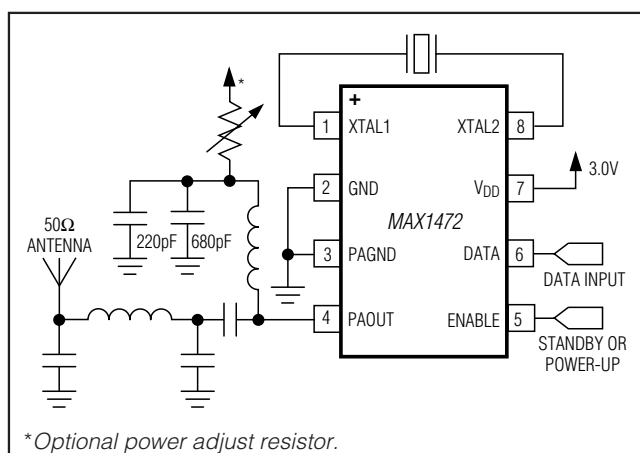 *
+
1 XTAL1 XTAL2 8
2 GND VDD 7 3.0V
MAX1472
50Ω
ANTENNA
220pF 680pF
3 PAGND DATA 6
DATA INPUT
4 PAOUT ENABLE 5
STANDBY OR
POWER-UP
*Optional power adjust resistor.